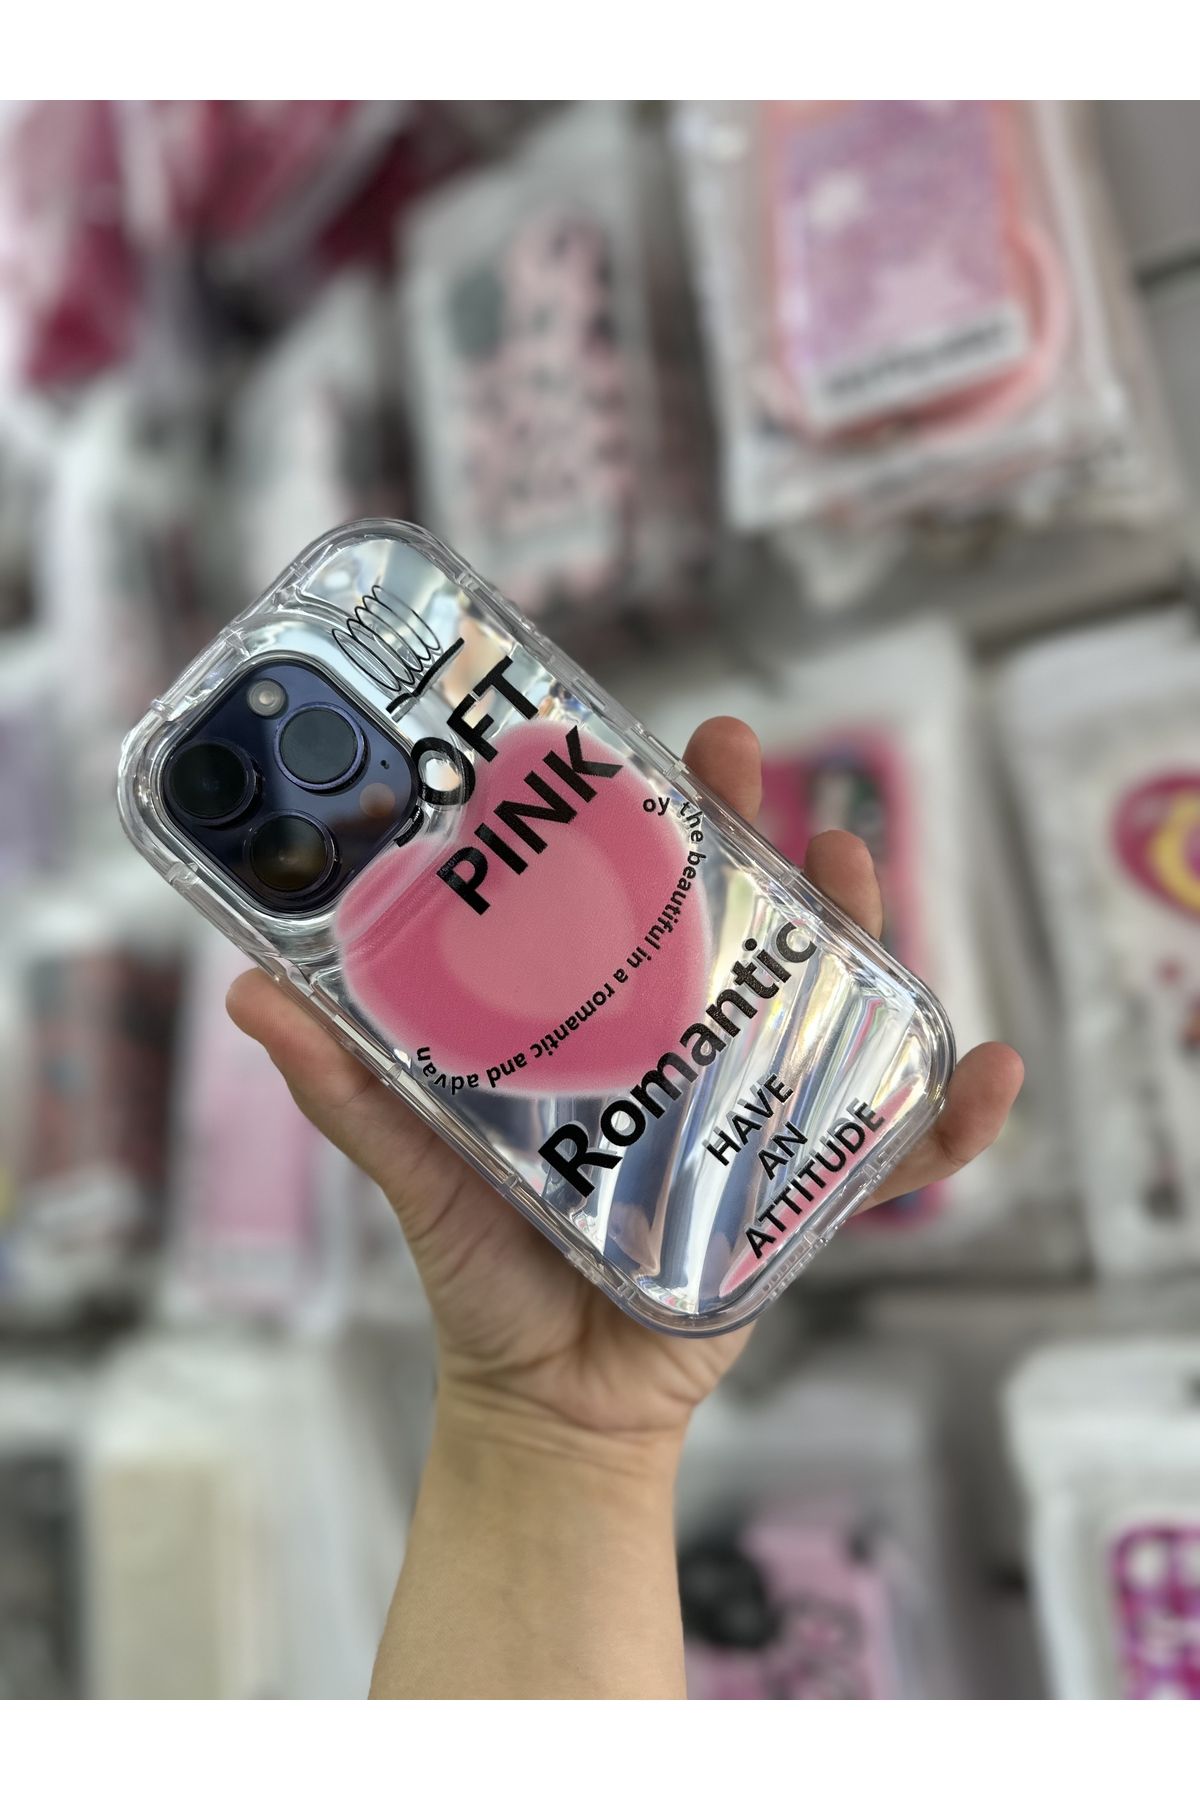 SOFT
PINK
oy the beautiful in a romantic and advan
Romantic
HAVE
AN
ATTITUDE